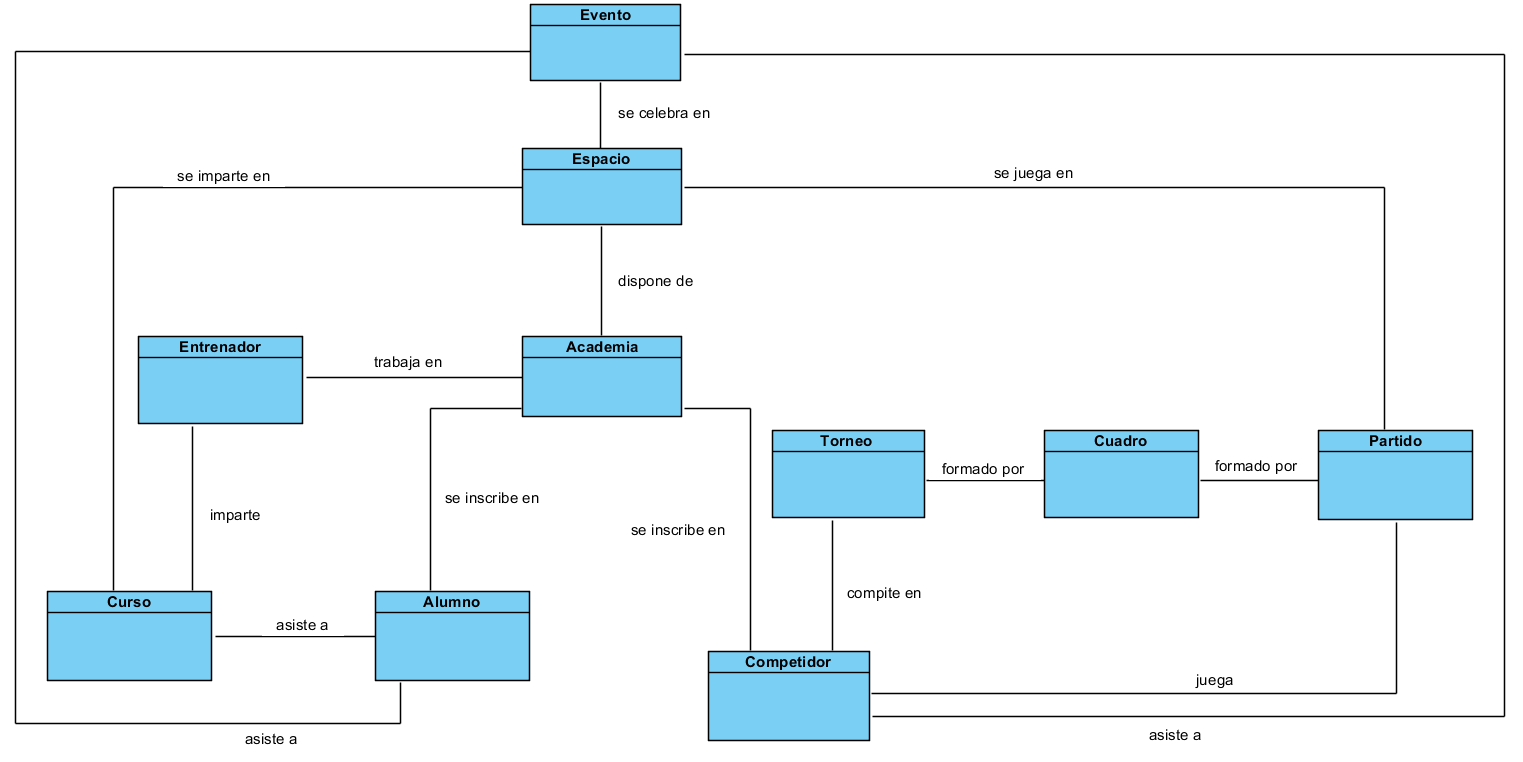 Evento
se celebra en
Espacio
se imparte en
se juega en
dispone de
Entrenador
Academia
trabaja en
Torneo
Cuadro
Partido
formado por
formado por
se inscribe en
imparte
se inscribe en
compite en
Curso
Alumno
asiste a
Competidor
juega
asiste a
asiste a